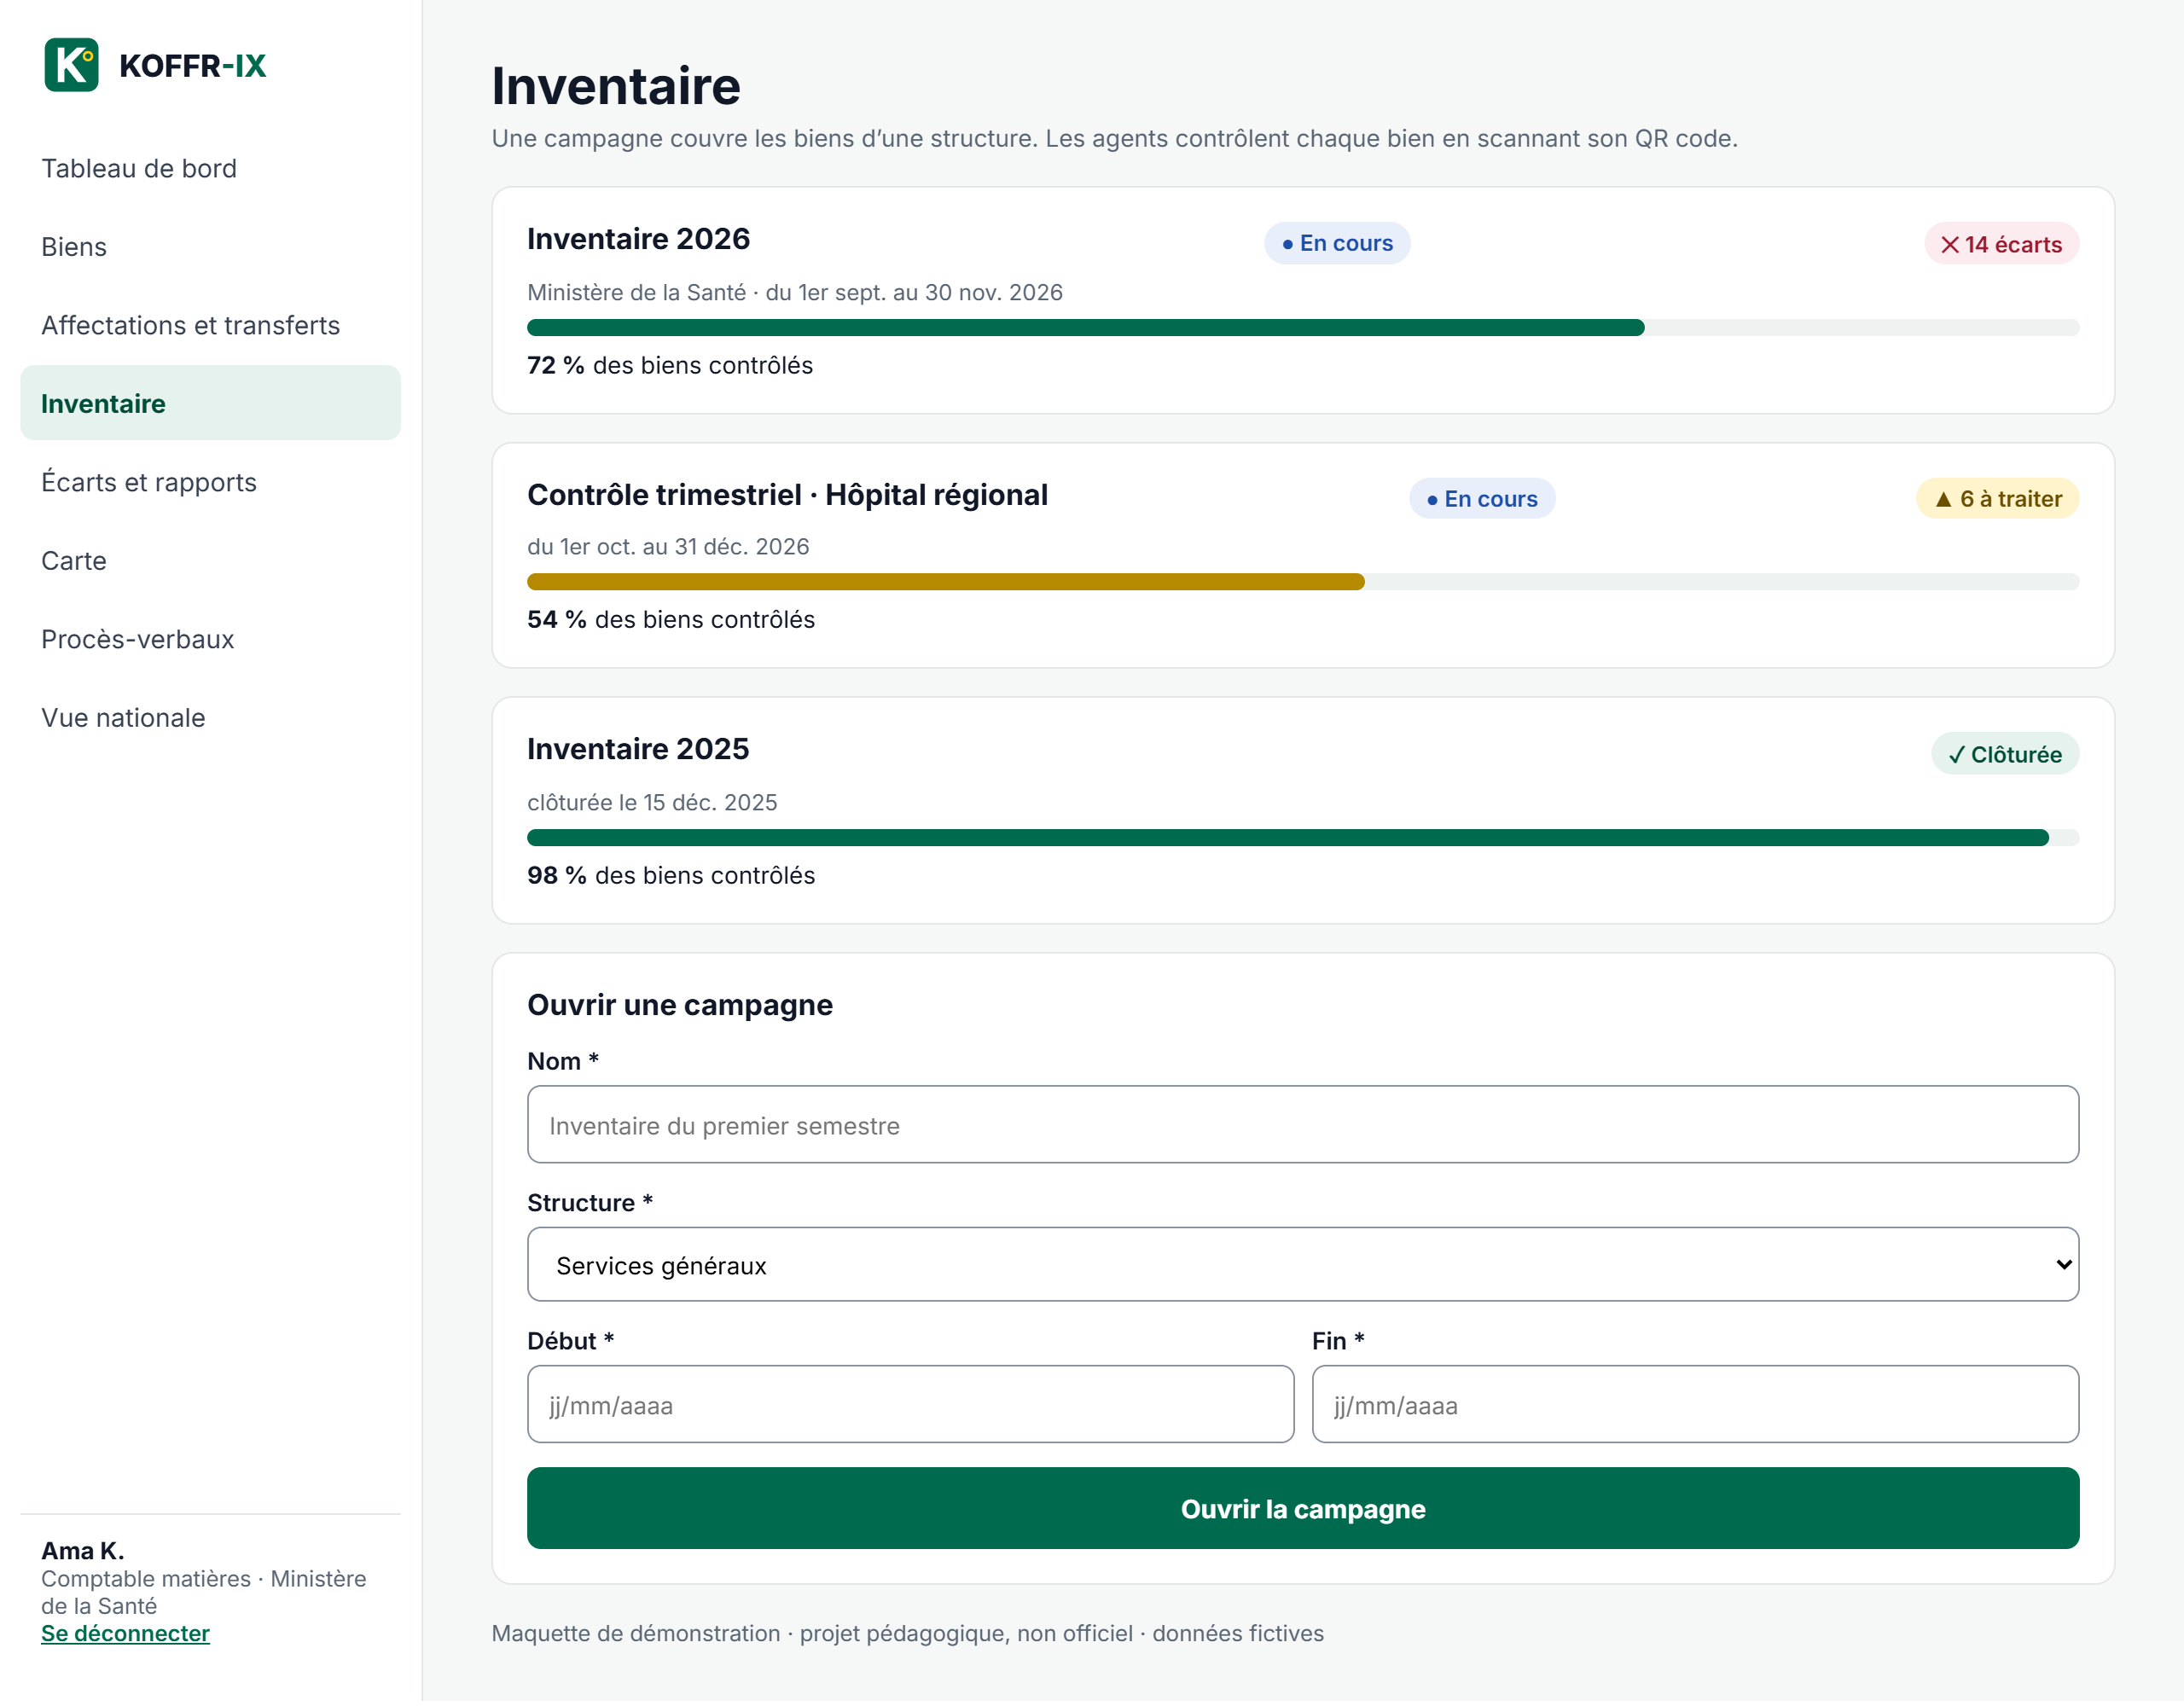 KOFFR-IX
Tableau de bord
Biens
Affectations et transferts
Inventaire
Écarts et rapports
Carte
Procès-verbaux
Vue nationale
Ama K.
Comptable matières · Ministère
de la Santé
Se déconnecter
Inventaire
Une campagne couvre les biens d’une structure. Les agents contrôlent chaque bien en scannant son QR code.
Inventaire 2026
● En cours
✕ 14 écarts
Ministère de la Santé · du 1er sept. au 30 nov. 2026
72 % des biens contrôlés
Contrôle trimestriel · Hôpital régional
● En cours
▲ 6 à traiter
du 1er oct. au 31 déc. 2026
54 % des biens contrôlés
Inventaire 2025
✓ Clôturée
clôturée le 15 déc. 2025
98 % des biens contrôlés
Ouvrir une campagne
Nom *
Inventaire du premier semestre
Structure *
Services généraux
Début *
Fin *
jj/mm/aaaa
jj/mm/aaaa
Ouvrir la campagne
Maquette de démonstration · projet pédagogique, non officiel · données fictives